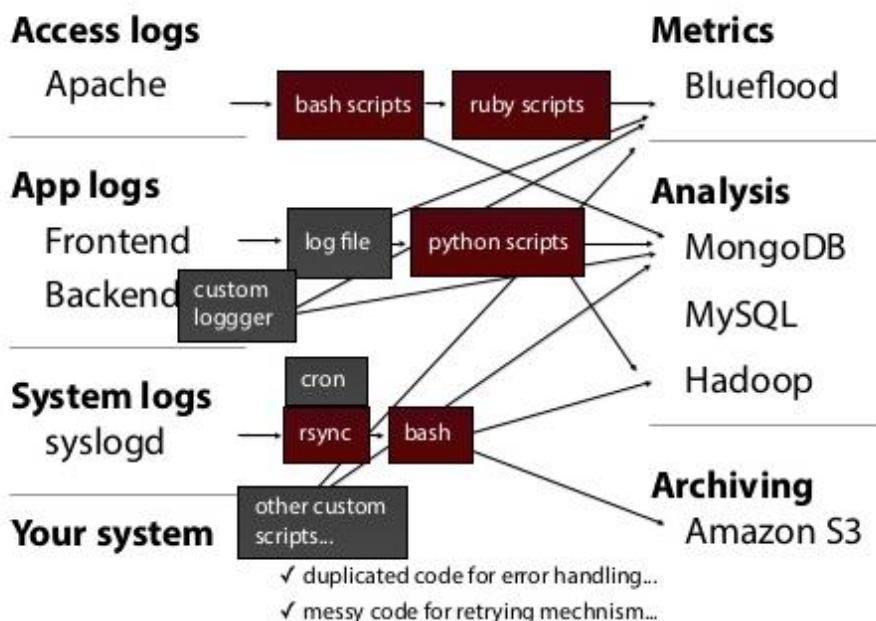 Access logs
Apache
App logs
Frontend
Backend
System logs
syslogd
Your system
bash scripts
ruby scripts
log file
python scripts
custom
loggger
cron
rsync
bash
other custom
scripts...
Metrics
Blueflood
Analysis
MongoDB
MySQL
Hadoop
Archiving
Amazon S3
✓ duplicated code for error handling...
✓ messy code for retrying mechnism...